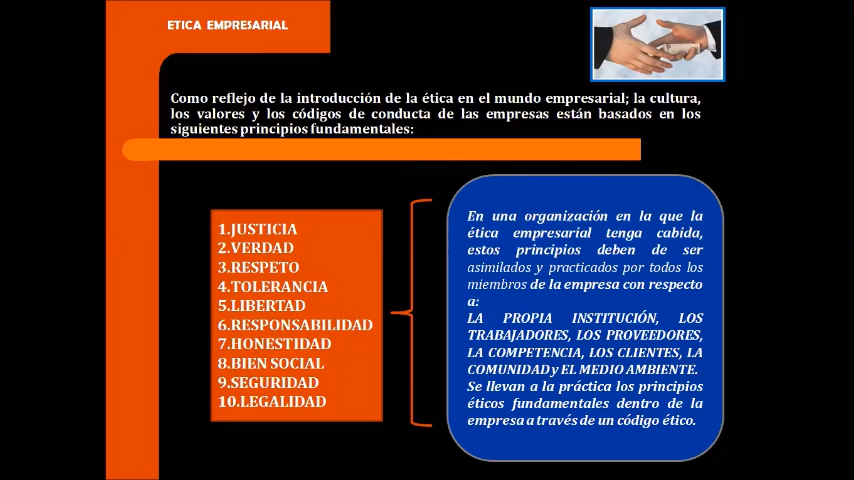 ETICA EMPRESARIAL
Como reflejo de la introducción de la ética en el mundo empresarial; la cultura,
los valores y los códigos de conducta de las empresas están basados en los
siguientes principios fundamentales:
1.JUSTICIA
2.VERDAD
3.RESPETO
4.TOLERANCIA
5.LIBERTAD
6.RESPONSABILIDAD
7.HONESTIDAD
8.BIEN SOCIAL
9.SEGURIDAD
10.LEGALIDAD
En una organización en la que la
ética empresarial tenga cabida,
estos principios deben de ser
asimilados y practicados por todos los
miembros de la empresa con respecto
a:
LA PROPIA INSTITUCIÓN, LOS
TRABAJADORES, LOS PROVEEDORES,
LA COMPETENCIA, LOS CLIENTES, LA
COMUNIDAD y EL MEDIO AMBIENTE.
Se llevan a la práctica los principios
éticos fundamentales dentro de la
empresa a través de un código ético.